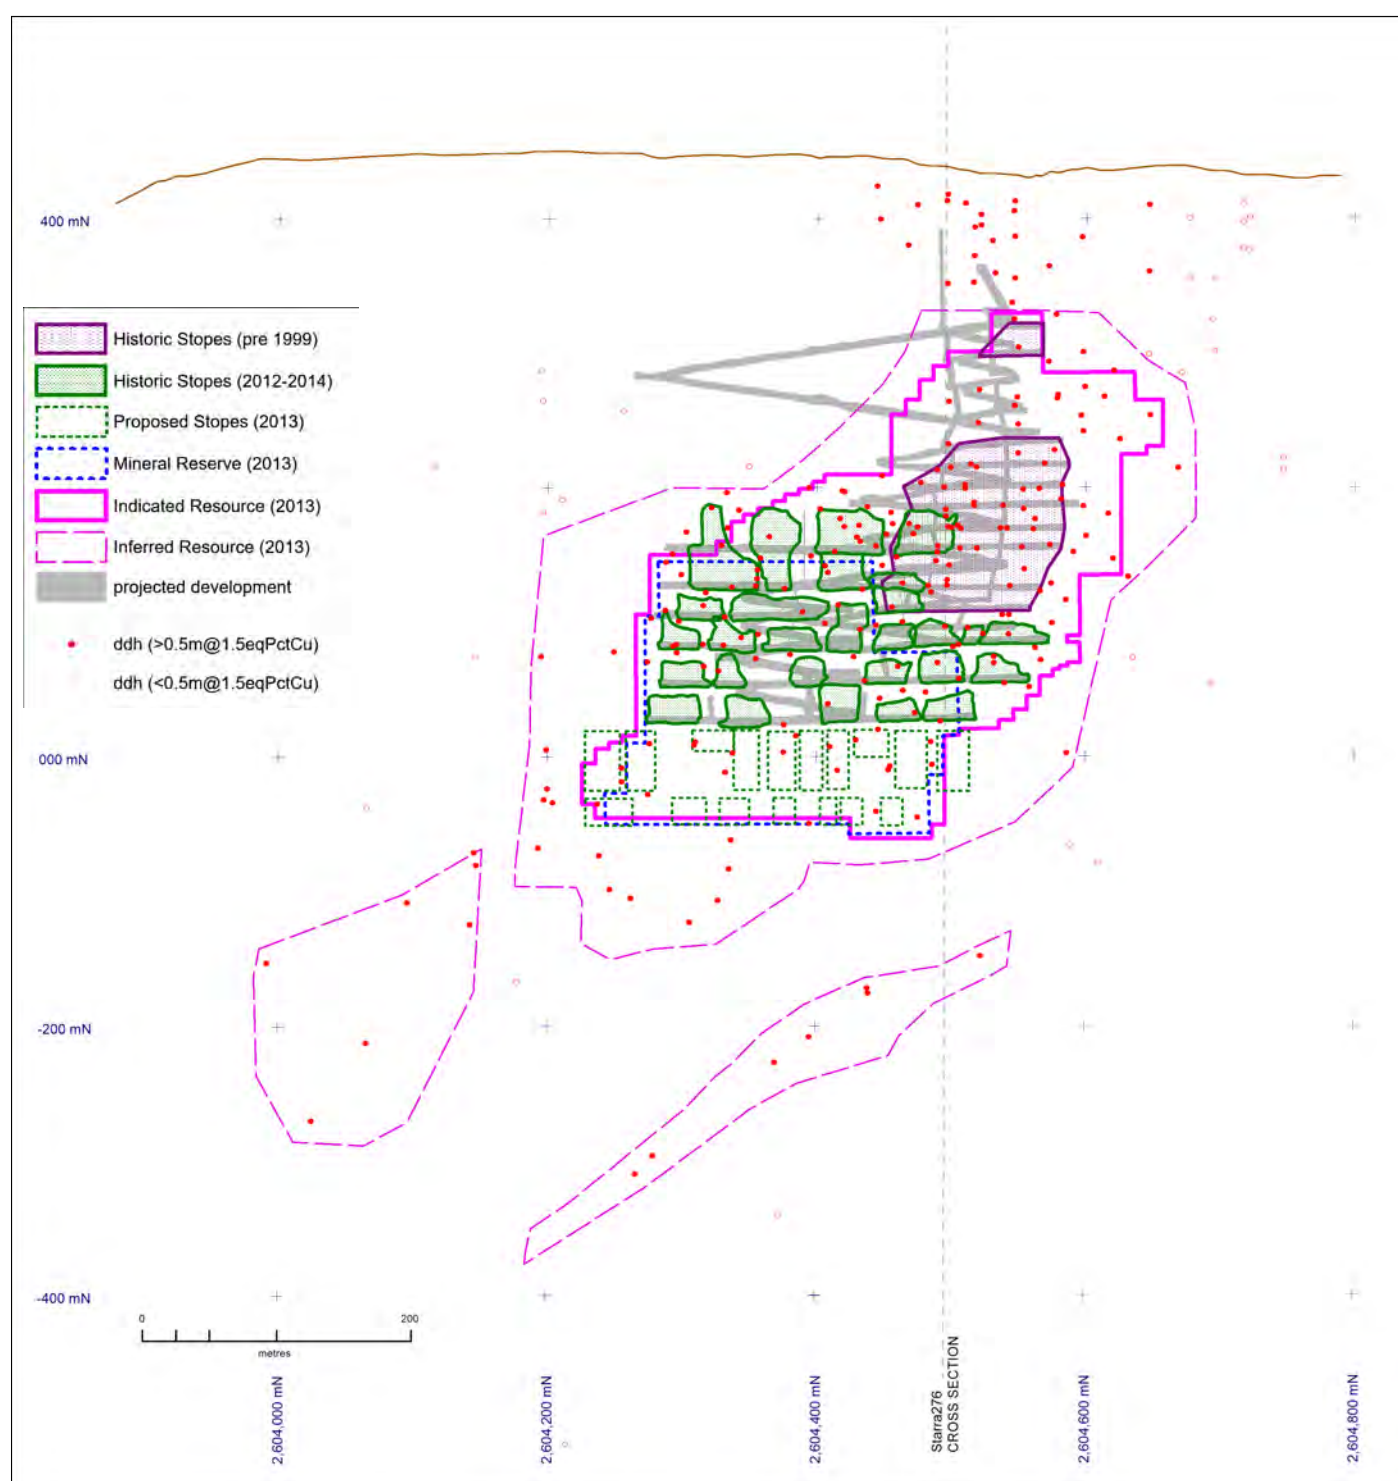 400 mN
Historic Stopes (pre 1999)
Historic Stopes (2012-2014)
Proposed Stopes (2013)
Mineral Reserve (2013)
Indicated Resource (2013)
Inferred Resource (2013)
projected development
ddh (>0.5m@1.5eqPctCu)
ddh (<0.5m@1.5eqPctCu)
000 mN
-200 mN
-400 mN
0
200
metres
2,604,000 mN
2,604,200 mN
2,604,400 mN
Starra276
CROSS SECTION
2,604,600 mN
2,604,800 mN